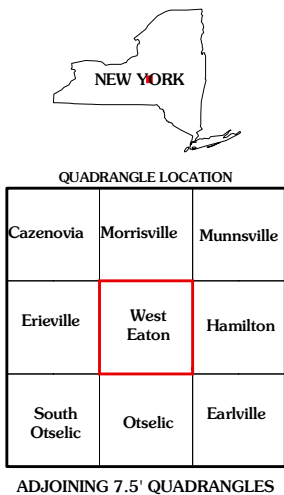 NEW YORK
QUADRANGLE LOCATION
Cazenovia Morrisville Munnsville
Erieville West Eaton Hamilton
South Otselic Otselic Earlville
ADJOINING 7.5' QUADRANGLES